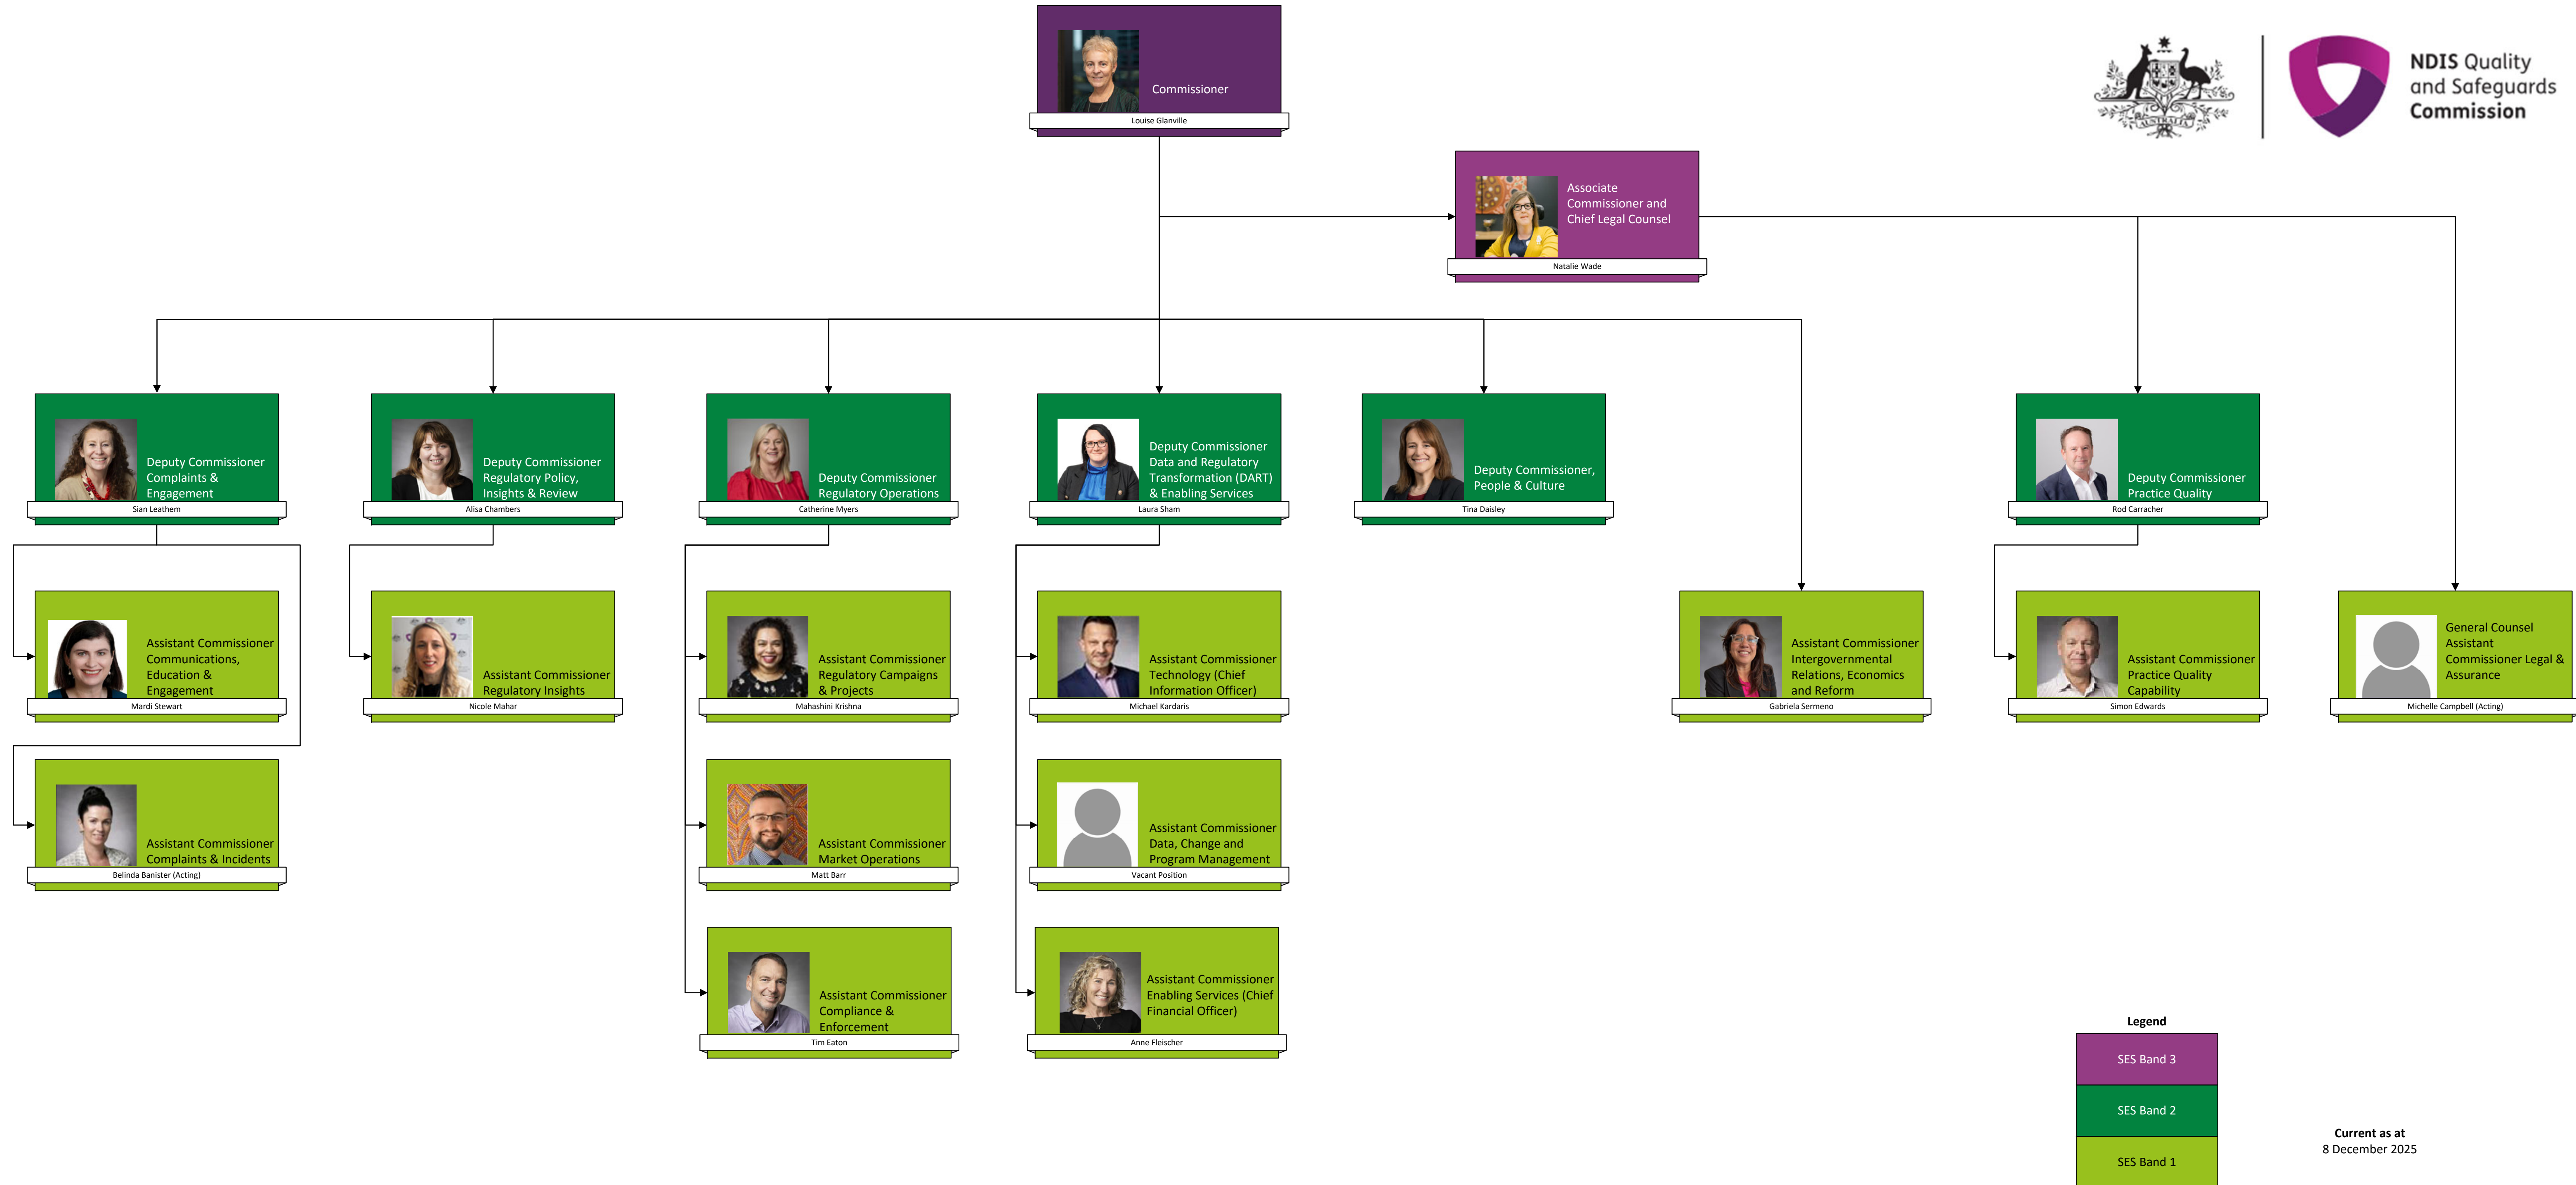 Commissioner
Louise Glanville
AUSTRALIA
NDIS Quality
and Safeguards
Commission
Associate
Commissioner and
Chief Legal Counsel
Natalie Wade
Deputy Commissioner
Complaints &
Engagement
Sian Leathem
Deputy Commissioner
Regulatory Policy,
Insights & Review
Alisa Chambers
Deputy Commissioner
Regulatory Operations
Catherine Myers
Deputy Commissioner
Data and Regulatory
Transformation (DART)
& Enabling Services
Laura Sham
Deputy Commissioner,
People & Culture
Tina Daisley
Deputy Commissioner
Practice Quality
Rod Carracher
Assistant Commissioner
Communications,
Education &
Engagement
Mardi Stewart
Assistant Commissioner
Regulatory Insights
Nicole Mahar
Assistant Commissioner
Regulatory Campaigns
& Projects
Mahashini Krishna
Assistant Commissioner
Technology (Chief
Information Officer)
Michael Kardaris
Assistant Commissioner
Intergovernmental
Relations, Economics
and Reform
Gabriela Sermeno
Assistant Commissioner
Practice Quality
Capability
Simon Edwards
General Counsel
Assistant
Commissioner Legal &
Assurance
Michelle Campbell (Acting)
Assistant Commissioner
Complaints & Incidents
Belinda Banister (Acting)
Assistant Commissioner
Market Operations
Matt Barr
Assistant Commissioner
Data, Change and
Program Management
Vacant Position
Assistant Commissioner
Compliance &
Enforcement
Tim Eaton
Assistant Commissioner
Enabling Services (Chief
Financial Officer)
Anne Fleischer
Legend
SES Band 3
SES Band 2
SES Band 1
Current as at
8 December 2025